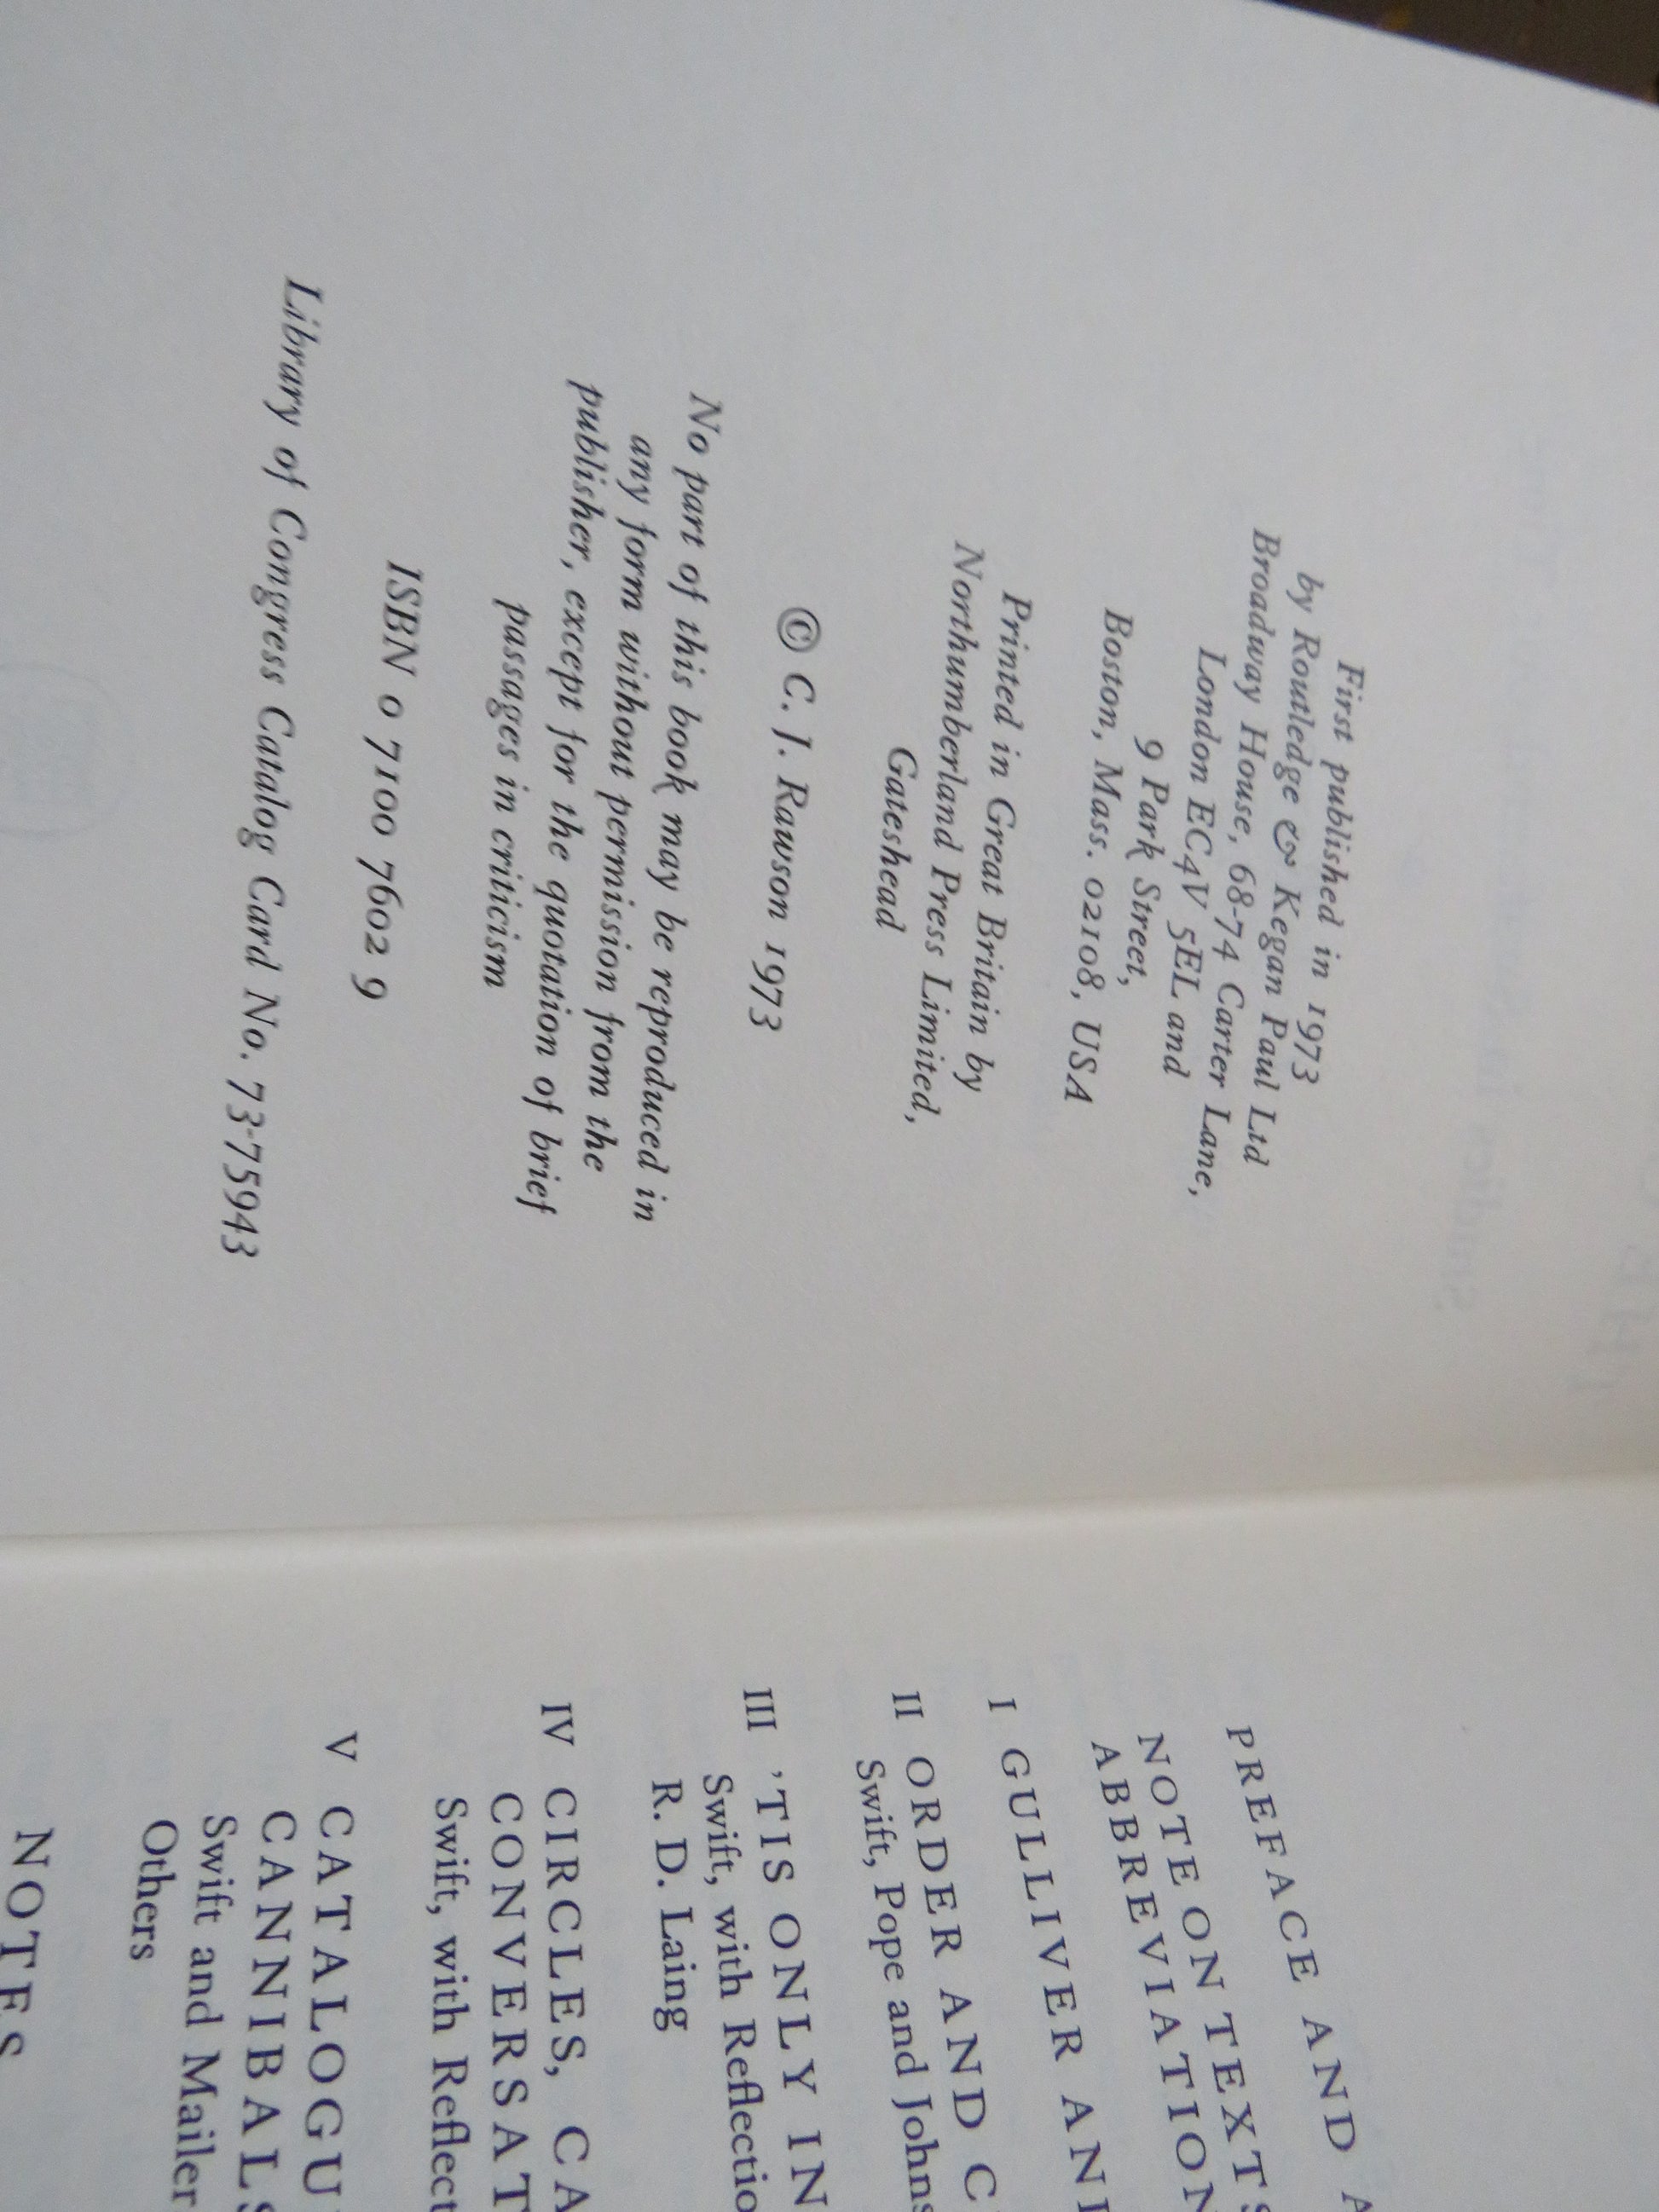 First published in 1973
by Routledge & Kegan Paul Ltd
Broadway House, 68-74 Carter Lane,
London EC4V 5EL and
9 Park Street,
Boston, Mass. 02108, USA
Printed in Great Britain by
Northumberland Press Limited,
Gateshead
© C. J. Rawson 1973
No part of this book may be reproduced in
any form without permission from the
publisher, except for the quotation of brief
passages in criticism
ISBN 0 7100 7602 9
Library of Congress Catalog Card No. 73-75943
PREFACE AND
NOTE ON TEXTS
ABBREVIATION
I GULLIVER AN
II ORDER AND C
Swift, Pope and Johns
III 'TIS ONLY IN
Swift, with Reflectio
R. D. Laing
IV CIRCLES, CA
CONVERSAT
Swift, with Reflect
V CATALOGU
CANNIBALS
Swift and Mailer
Others
NOTES